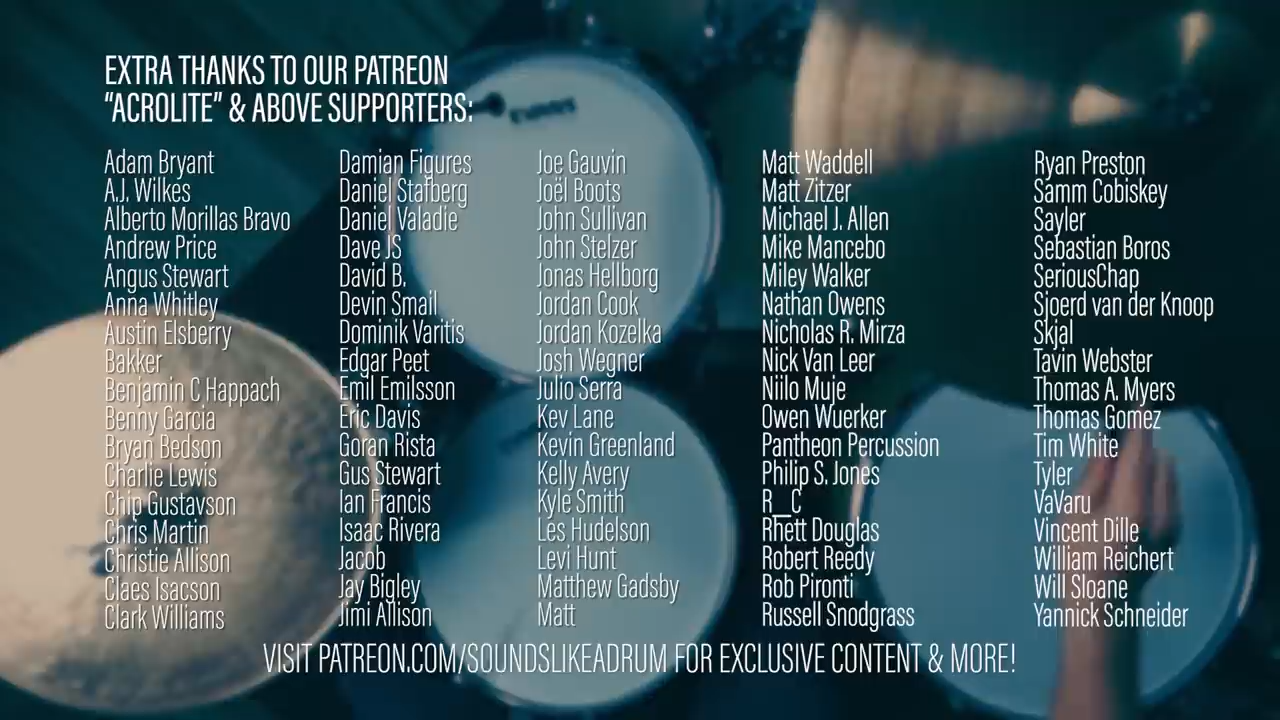 EXTRA THANKS TO OUR PATREON
"ACROLITE" & ABOVE SUPPORTERS:
Adam Bryant
A.J. Wilkes
Alberto Morillas Bravo
Andrew Price
Angus Stewart
Anna Whitley
Austin Elsberry
Bakker
Benjamin C Happach
Benny Garcia
Bryan Bedson
Charlie Lewis
Chip Gustavson
Chris Martin
Christie Allison
Claes Isacson
Clark Williams
Damian Figures
Daniel Stafberg
Daniel Valadie
Dave JS
David B.
Devin Smail
Dominik Varitis
Edgar Peet
Emil Emilsson
Eric Davis
Goran Rista
Gus Stewart
Ian Francis
Isaac Rivera
Jacob
Jay Bigley
Jimi Allison
Joe Gauvin
Joël Boots
John Sullivan
John Stelzer
Jonas Hellborg
Jordan Cook
Jordan Kozelka
Josh Wegner
Julio Serra
Kev Lane
Kevin Greenland
Kelly Avery
Kyle Smith
Les Hudelson
Levi Hunt
Matthew Gadsby
Matt
Matt Waddell
Matt Zitzer
Michael J. Allen
Mike Mancebo
Miley Walker
Nathan Owens
Nicholas R. Mirza
Nick Van Leer
Niilo Muje
Owen Wuerker
Pantheon Percussion
Philip S. Jones
R__C
Rhett Douglas
Robert Reedy
Rob Pironti
Russell Snodgrass
Ryan Preston
Samm Cobiskey
Sayler
Sebastian Boros
SeriousChap
Sjoerd van der Knoop
Skjal
Tavin Webster
Thomas A. Myers
Thomas Gomez
Tim White
Tyler
VaVaru
Vincent Dille
William Reichert
Will Sloane
Yannick Schneider
VISIT PATREON.COM/SOUNDSLIKEADRUM FOR EXCLUSIVE CONTENT & MORE!